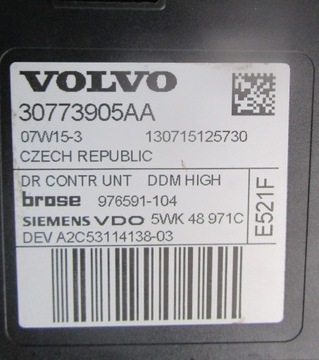 VOLVO
30773905AA
07W15-3 130715125730
CZECH REPUBLIC
DR CONTR UNT DDM HIGH
brose 976591-104
SIEMENS VDO 5WK 48 971C
DEV A2C53114138-03
E521F